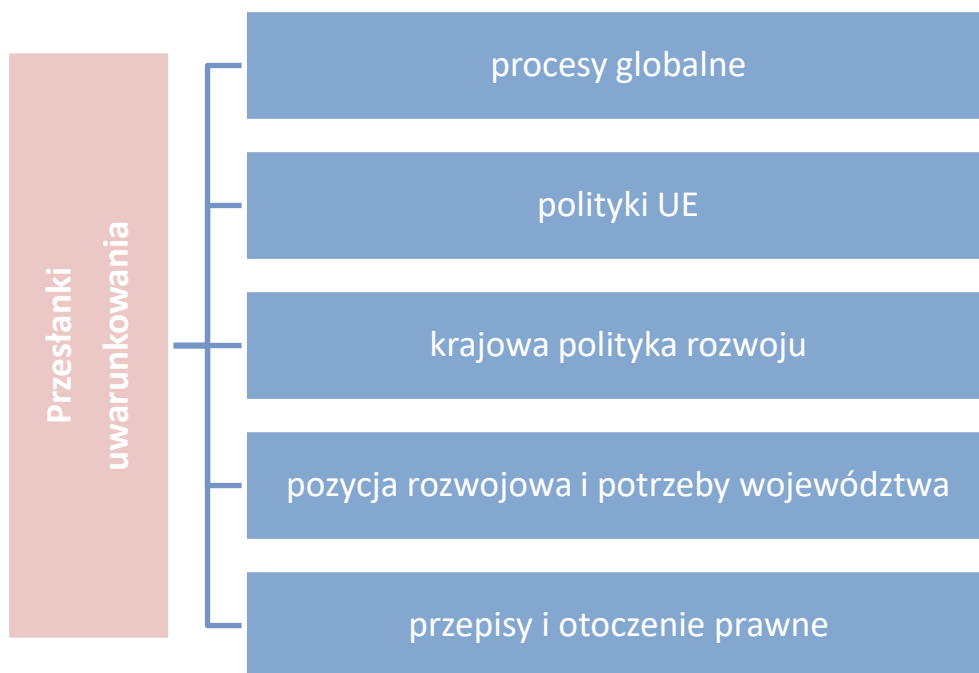 Przesłanki
uwarunkowania
procesy globalne
polityki UE
krajowa polityka rozwoju
pozycja rozwojowa i potrzeby województwa
przepisy i otoczenie prawne